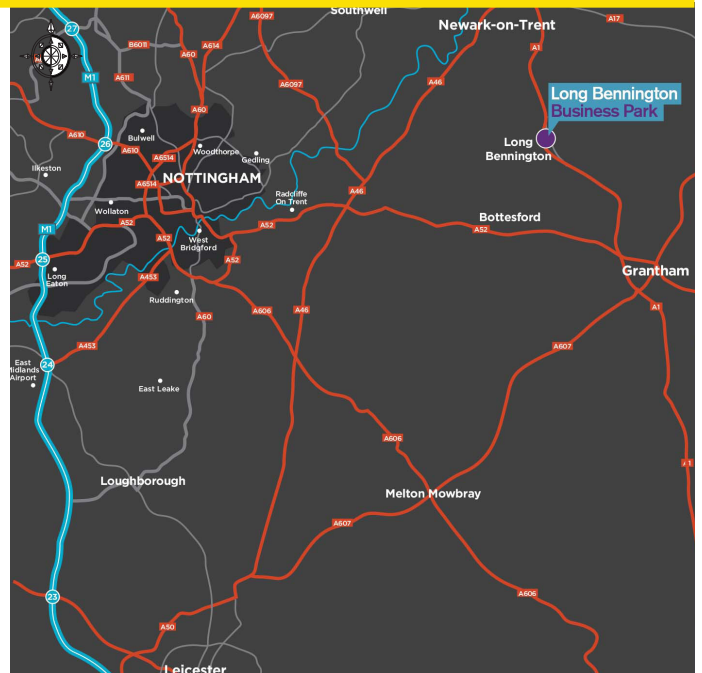 Southwell
A6097
27
Newark-on-Trent
A17
A1
B6011
A614
A60
M1
A611
A6097
A46
Long Bennington
Business Park
A60
A610
Bulwell
26
A610
Woodthorpe
Gedling
Long
Bennington
A6514
Ilkeston
NOTTINGHAM
A6514
Radcliffe
On Trent
A46
Wollaton
Bottesford
M1
A52
A52
A52
A52
West
Bridgford
25
A52
A52
Long
Eaton
A453
Grantham
Ruddington
A60
A606
A46
A1
A453
A607
24
East
Midlands
Airport
East Leake
A606
A1
Loughborough
Melton Mowbray
A607
23
A606
A50
Leicester